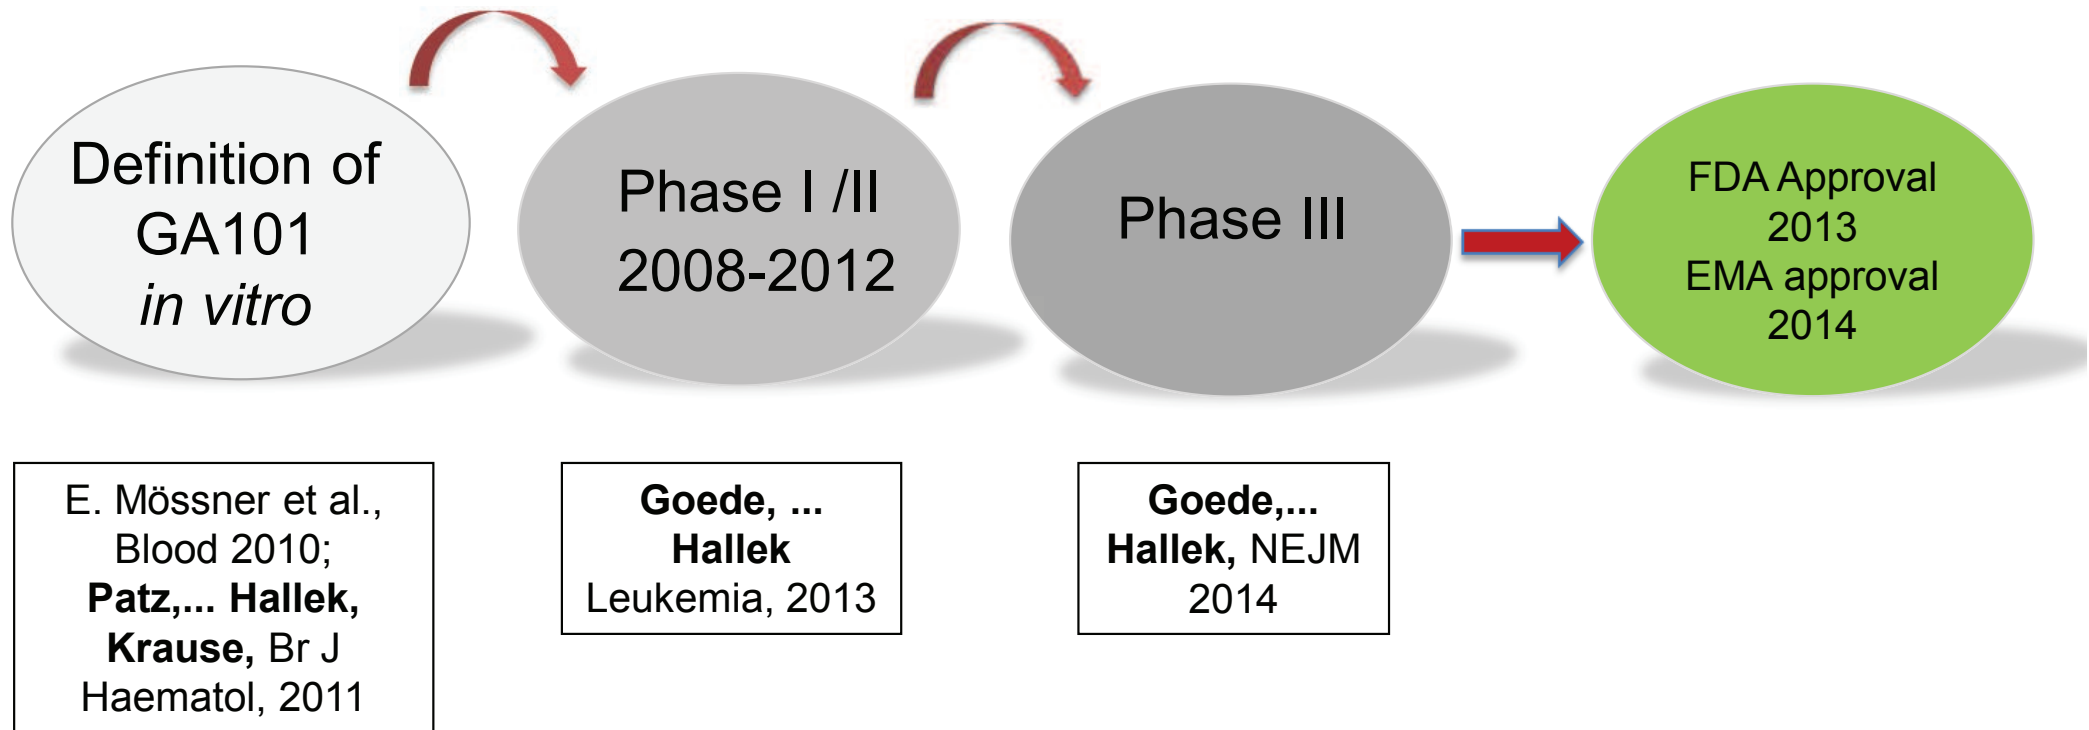 Definition of
GA101
in vitro
Phase I /II
2008-2012
Phase III
FDA Approval
2013
EMA approval
2014
E. Mössner et al.,
Blood 2010;
Patz,... Hallek,
Krause, Br J
Haematol, 2011
Goede, ...
Hallek
Leukemia, 2013
Goede,...
Hallek, NEJM
2014